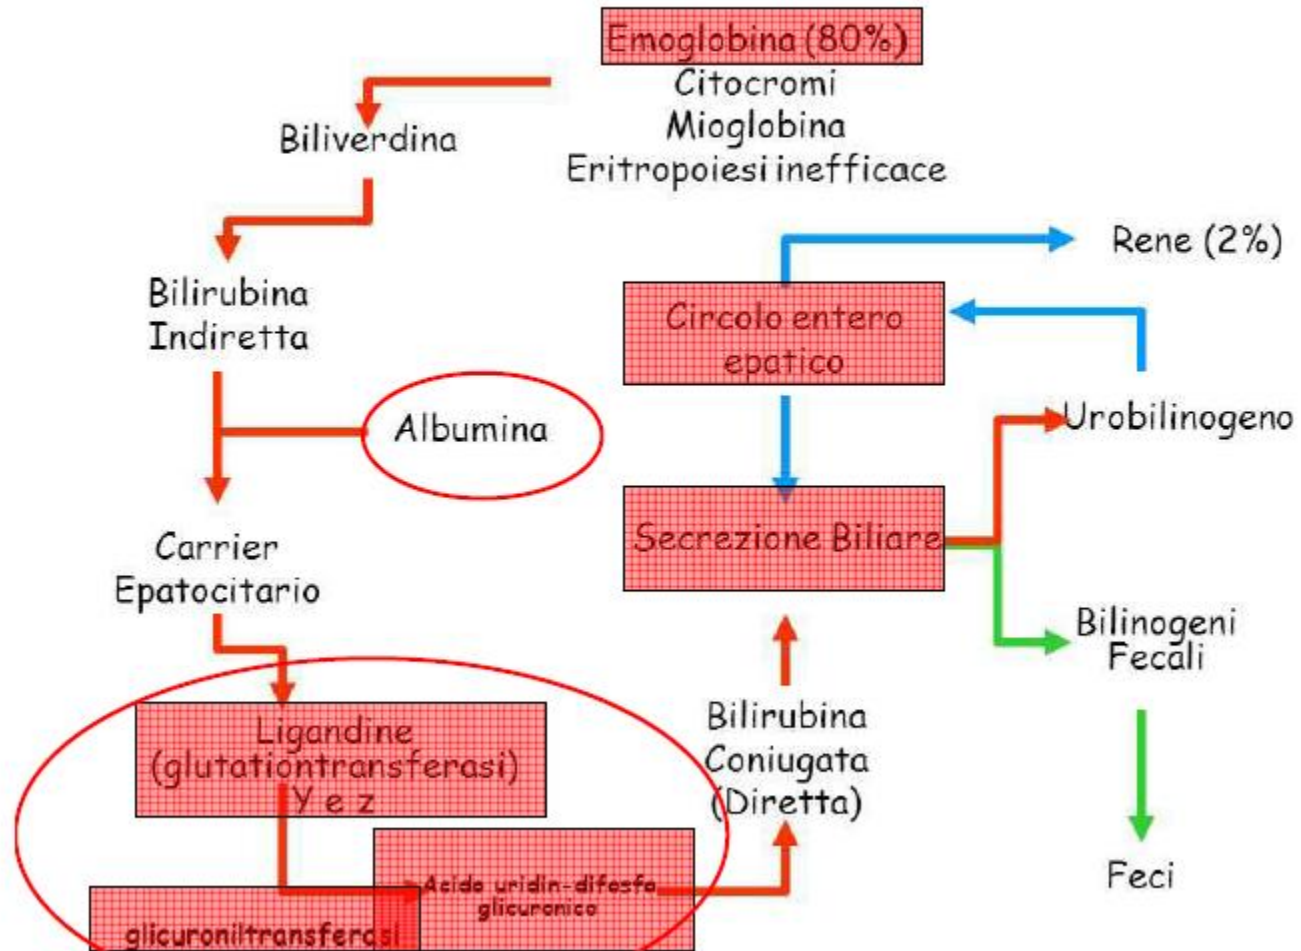 Emoglobina (80%)
Citocromi
Mioglobina
Eritropoiesi inefficace
Biliverdina
Bilirubina
Indiretta
Albumina
Carrier
Epatocitario
Ligandine
(glutationtransferasi)
Y e z
Acido uridin-difosfo
glicuronico
glicuroniltransferasi
Bilirubina
Coniugata
(Diretta)
Secrezione Biliare
Circolo entero
epatico
Rene (2%)
Urobilinogeno
Bilinogeni
Fecali
Feci